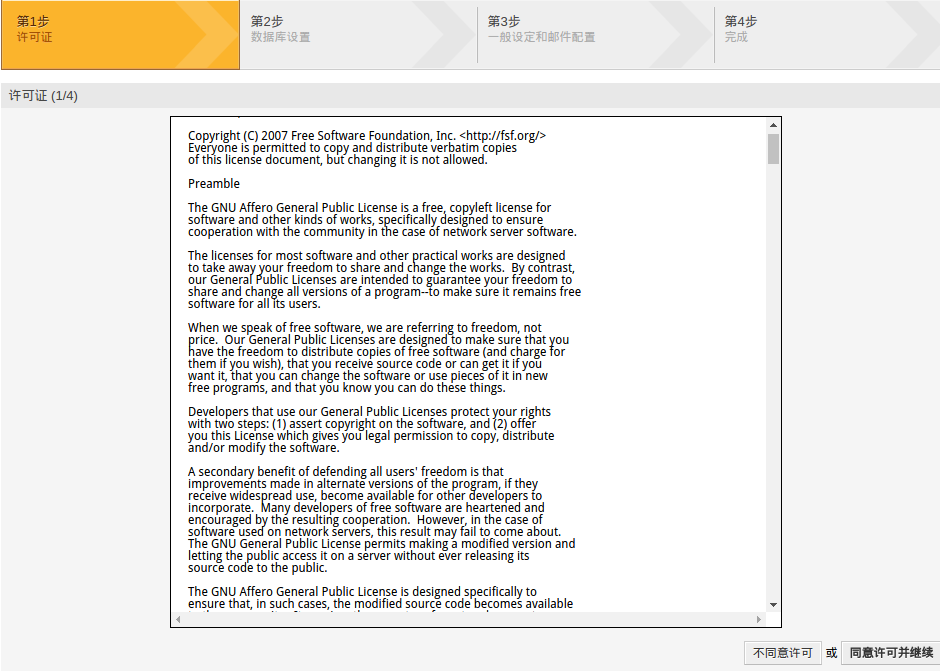 第1步
许可证
第2步
数据库设置
第3步
一般设定和邮件配置
第4步
完成
许可证 (1/4)
Copyright (C) 2007 Free Software Foundation, Inc. <http://fsf.org/>
Everyone is permitted to copy and distribute verbatim copies
of this license document, but changing it is not allowed.
Preamble
The GNU Affero General Public License is a free, copyleft license for
software and other kinds of works, specifically designed to ensure
cooperation with the community in the case of network server software.
The licenses for most software and other practical works are designed
to take away your freedom to share and change the works.  By contrast,
our General Public Licenses are intended to guarantee your freedom to
share and change all versions of a program--to make sure it remains free
software for all its users.
When we speak of free software, we are referring to freedom, not
price.  Our General Public Licenses are designed to make sure that you
have the freedom to distribute copies of free software (and charge for
them if you wish), that you receive source code or can get it if you
want it, that you can change the software or use pieces of it in new
free programs, and that you know you can do these things.
Developers that use our General Public Licenses protect your rights
with two steps: (1) assert copyright on the software, and (2) offer
you this License which gives you legal permission to copy, distribute
and/or modify the software.
A secondary benefit of defending all users' freedom is that
improvements made in alternate versions of the program, if they
receive widespread use, become available for other developers to
incorporate.  Many developers of free software are heartened and
encouraged by the resulting cooperation.  However, in the case of
software used on network servers, this result may fail to come about.
The GNU General Public License permits making a modified version and
letting the public access it on a server without ever releasing its
source code to the public.
The GNU Affero General Public License is designed specifically to
ensure that, in such cases, the modified source code becomes available
不同意许可 或 同意许可并继续